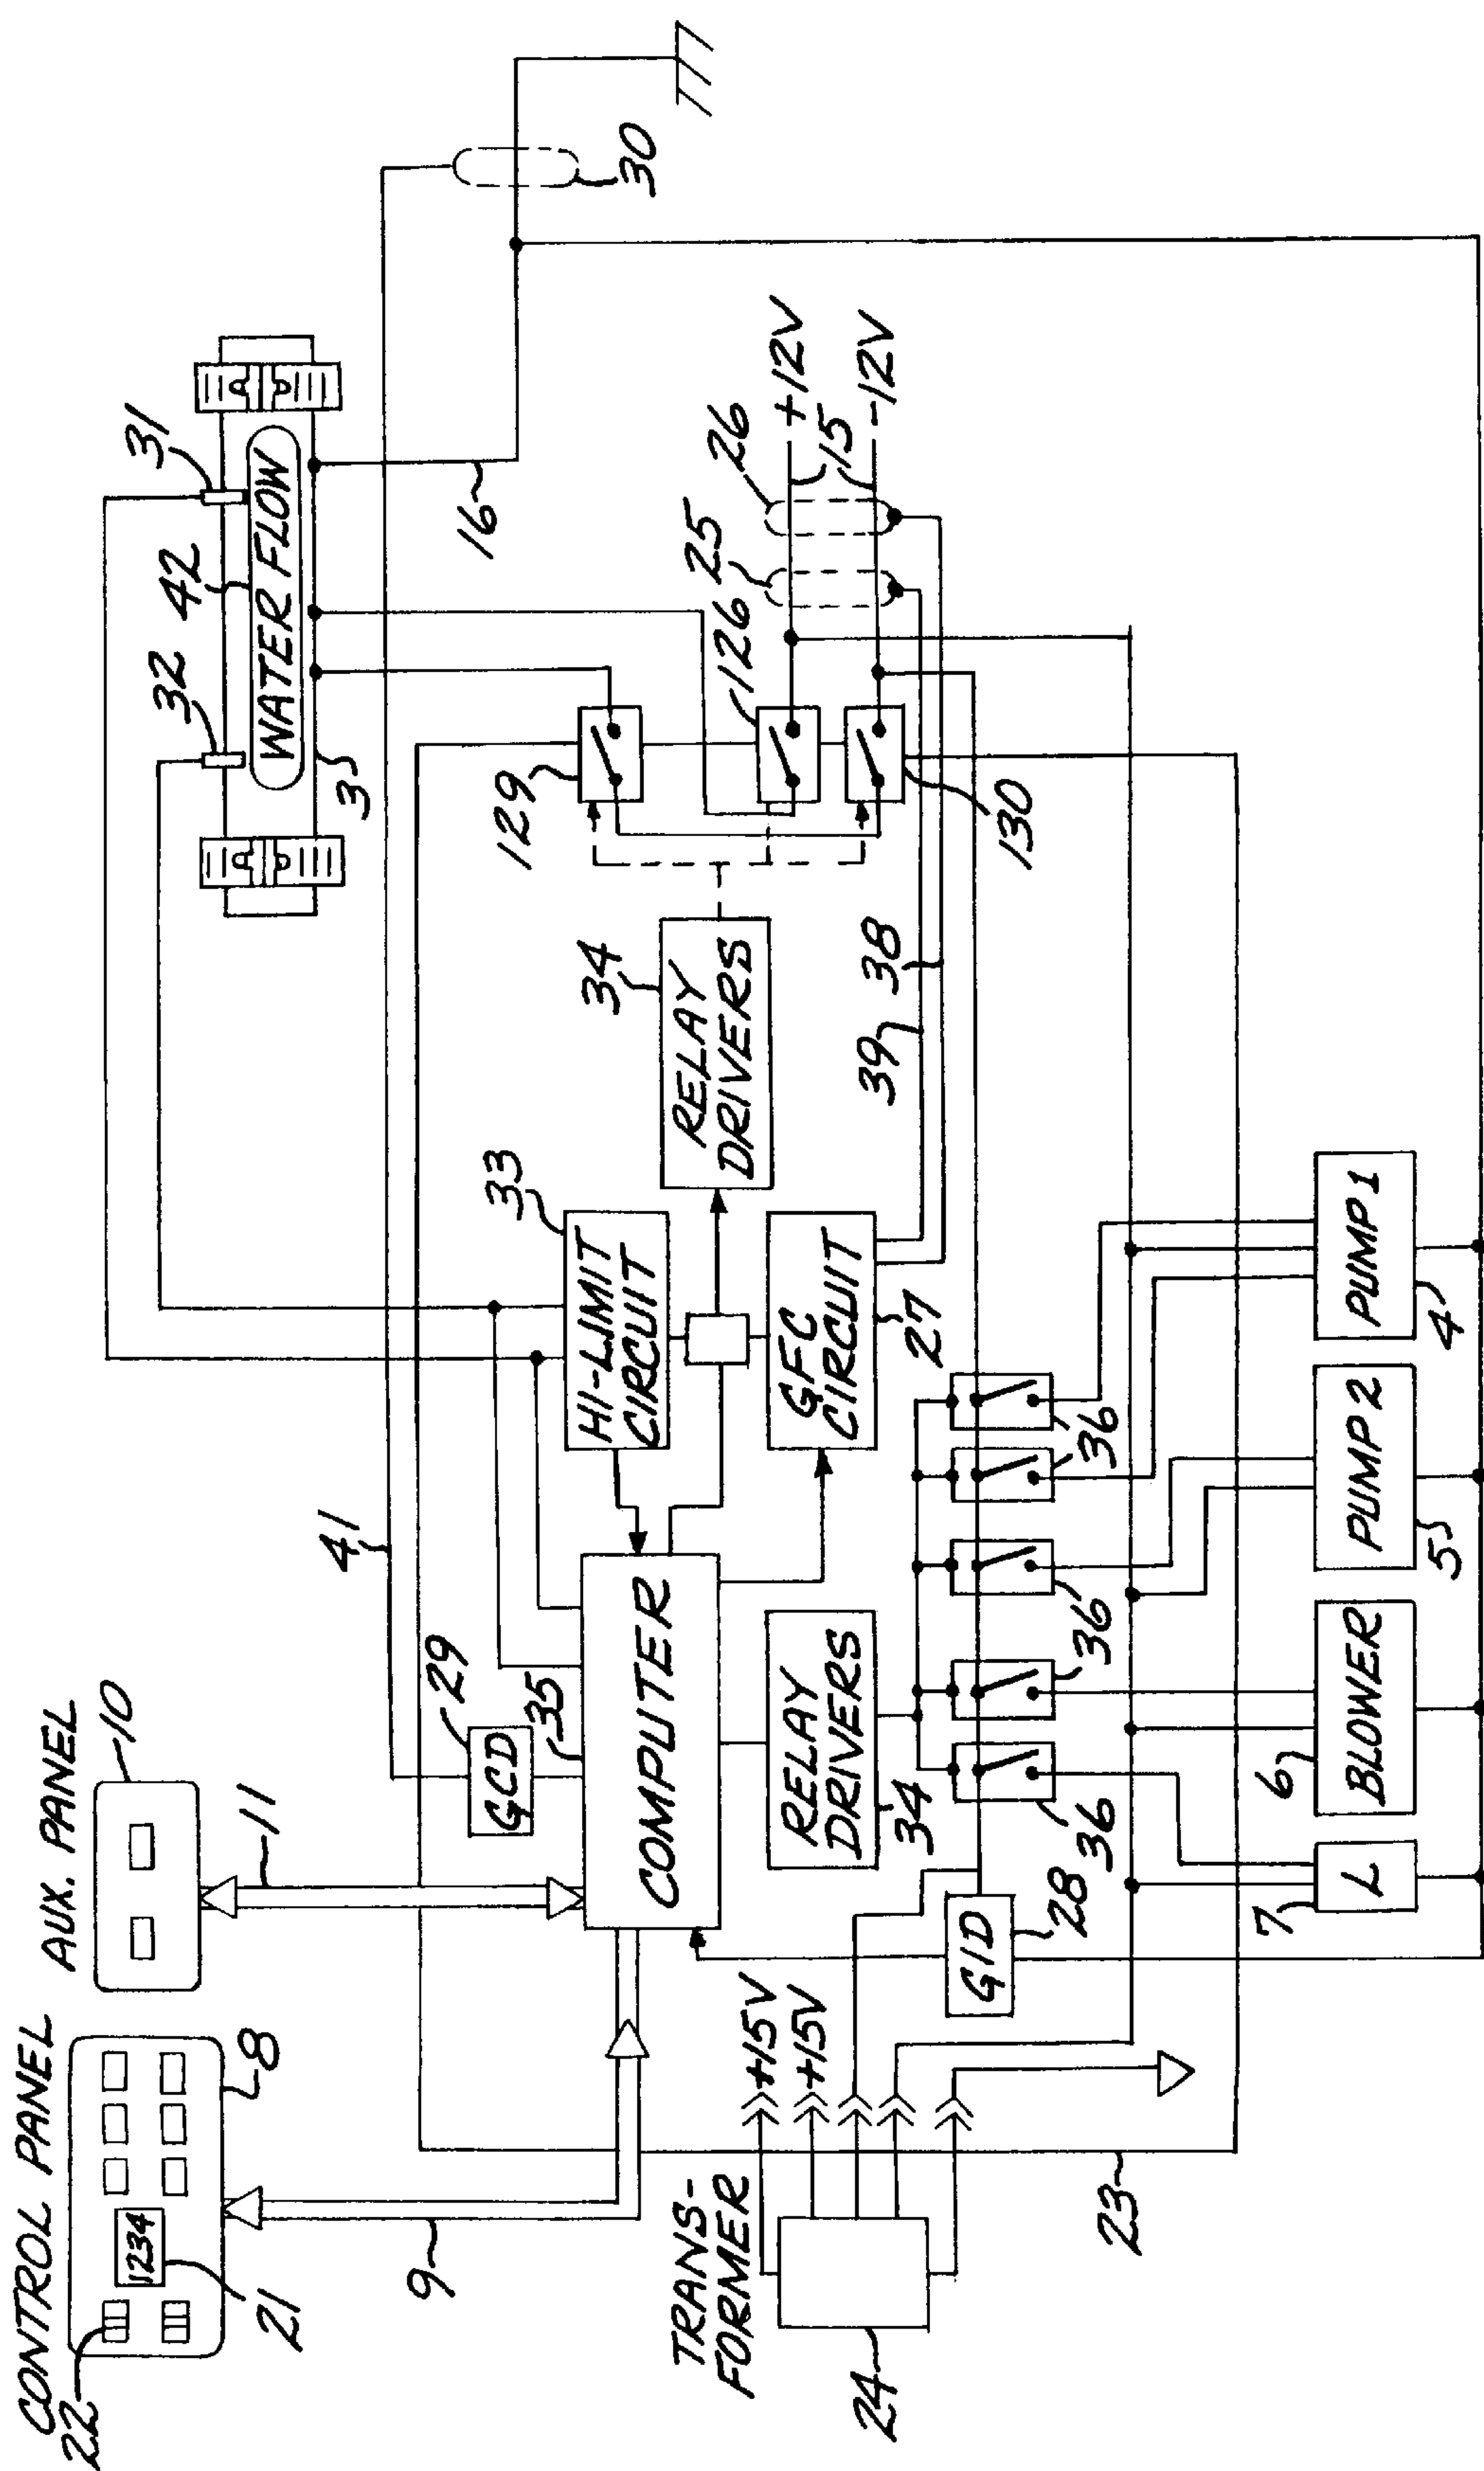 CONTROL PANEL
22
21
8
9
AUX. PANEL
10
11
1234
TRANS-
FORMER
24
+15V
+15V
23
GCD
29
35
41
COMPUTER
RELAY
DRIVERS
34
GID
28
36
36
36
HI-LIMIT
CIRCUIT
33
GFC
CIRCUIT
27
RELAY
DRIVERS
34
39
38
129
126
130
25
26
+12V
15
-12V
32
42
31
WATER FLOW
3
16
30
L
7
BLOWER
6
PUMP 2
5
PUMP 1
4